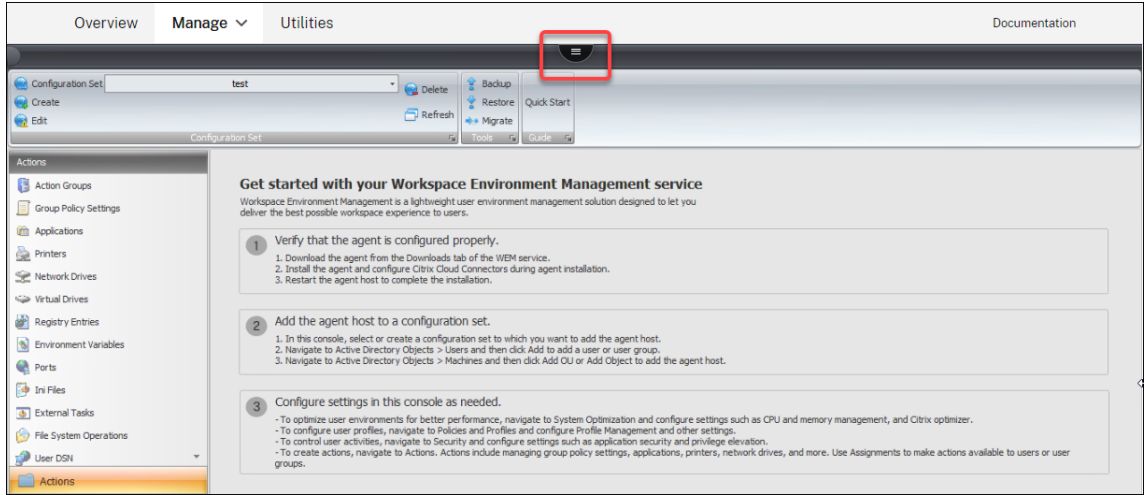 Overview Manage Utilities Documentation
Configuration Set test Delete Backup
Create Restore Quick Start
Edit Refresh Migrate
Configuration Set Tools Guide
Actions
Action Groups
Group Policy Settings
Applications
Printers
Network Drives
Virtual Drives
Registry Entries
Environment Variables
Ports
Ini Files
External Tasks
File System Operations
User DSN
Actions
Get started with your Workspace Environment Management service
Workspace Environment Management is a lightweight user environment management solution designed to let you
deliver the best possible workspace experience to users.
1 Verify that the agent is configured properly.
1. Download the agent from the Downloads tab of the WEM service.
2. Install the agent and configure Citrix Cloud Connectors during agent installation.
3. Restart the agent host to complete the installation.
2 Add the agent host to a configuration set.
1. In this console, select or create a configuration set to which you want to add the agent host.
2. Navigate to Active Directory Objects > Users and then click Add to add a user or user group.
3. Navigate to Active Directory Objects > Machines and then click Add OU or Add Object to add the agent host.
3 Configure settings in this console as needed.
- To optimize user environments for better performance, navigate to System Optimization and configure settings such as CPU and memory management, and Citrix optimizer.
- To configure user profiles, navigate to Policies and Profiles and configure Profile Management and other settings.
- To control user activities, navigate to Security and configure settings such as application security and privilege elevation.
- To create actions, navigate to Actions. Actions include managing group policy settings, applications, printers, network drives, and more. Use Assignments to make actions available to users or user
groups.